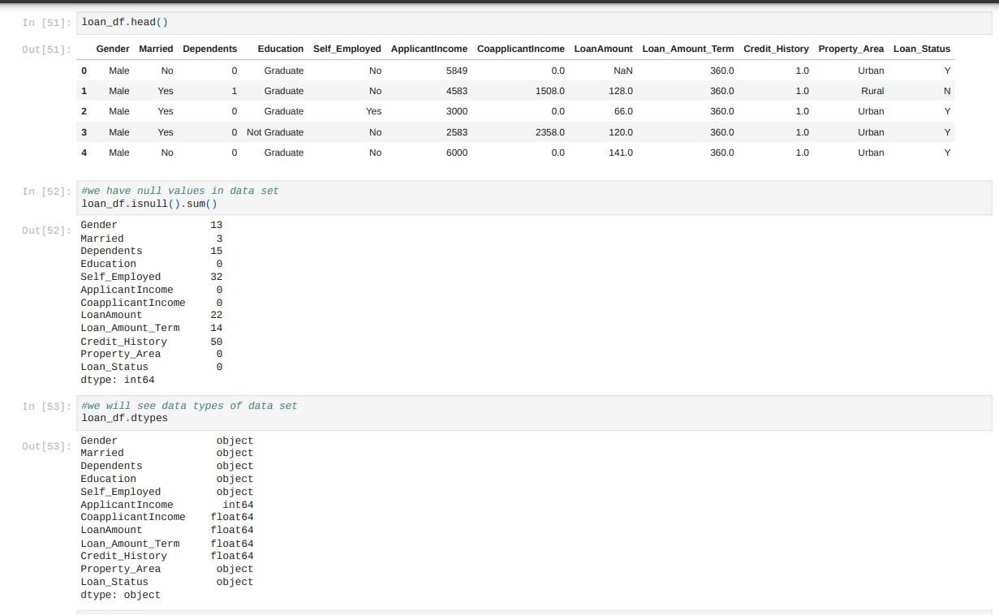 In [51]: loan_df.head()
Out[51]:
Gender Married Dependents Education Self_Employed ApplicantIncome CoapplicantIncome LoanAmount Loan_Amount_Term Credit_History Property_Area Loan_Status
0 Male No 0 Graduate No 5849 0.0 NaN 360.0 1.0 Urban Y
1 Male Yes 1 Graduate No 4583 1508.0 128.0 360.0 1.0 Rural N
2 Male Yes 0 Graduate Yes 3000 0.0 66.0 360.0 1.0 Urban Y
3 Male Yes 0 Not Graduate No 2583 2358.0 120.0 360.0 1.0 Urban Y
4 Male No 0 Graduate No 6000 0.0 141.0 360.0 1.0 Urban Y
In [52]: #we have null values in data set
loan_df.isnull().sum()
Out[52]: Gender 13
Married 3
Dependents 15
Education 0
Self_Employed 32
ApplicantIncome 0
CoapplicantIncome 0
LoanAmount 22
Loan_Amount_Term 14
Credit_History 50
Property_Area 0
Loan_Status 0
dtype: int64
In [53]: #we will see data types of data set
loan_df.dtypes
Out[53]: Gender object
Married object
Dependents object
Education object
Self_Employed object
ApplicantIncome int64
CoapplicantIncome float64
LoanAmount float64
Loan_Amount_Term float64
Credit_History float64
Property_Area object
Loan_Status object
dtype: object